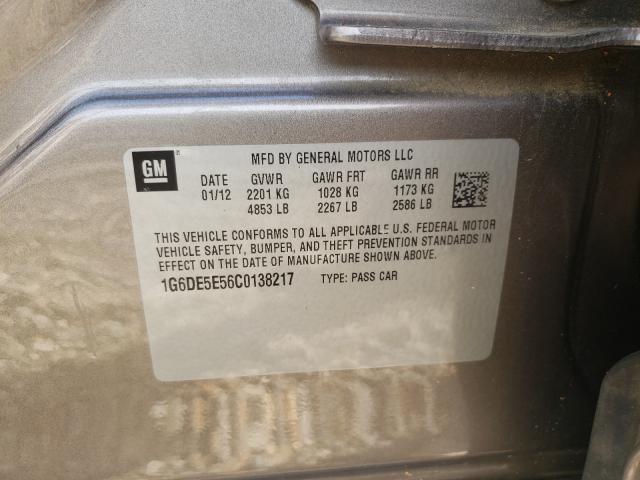 MFD BY GENERAL MOTORS LLC
GM
DATE GVWR GAWR FRT GAWR RR
01/12 2201 KG 1028 KG 1173 KG
4853 LB 2267 LB 2586 LB
THIS VEHICLE CONFORMS TO ALL APPLICABLE U.S. FEDERAL MOTOR
VEHICLE SAFETY, BUMPER, AND THEFT PREVENTION STANDARDS IN
EFFECT ON THE DATE OF MANUFACTURE SHOWN ABOVE.
1G6DE5E56C0138217 TYPE: PASS CAR